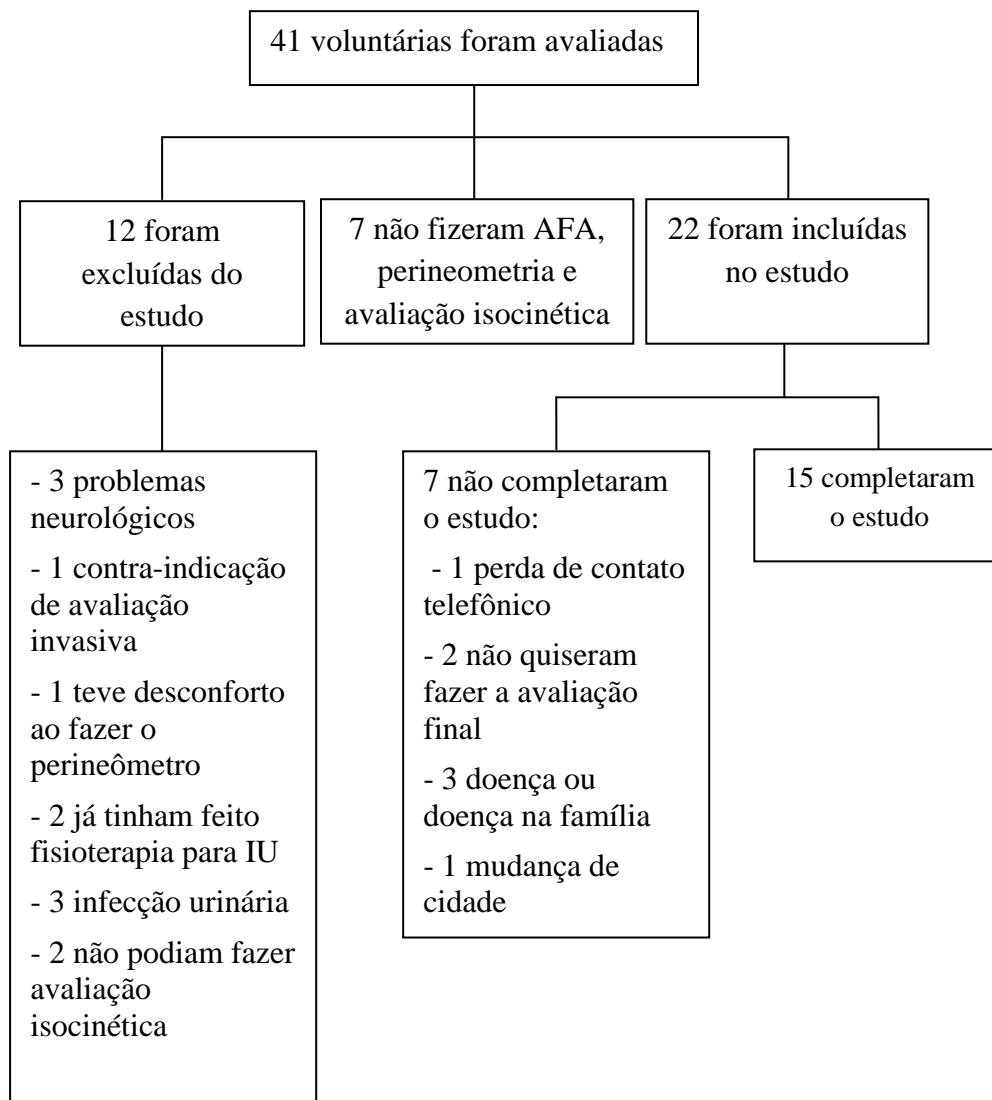 41 voluntárias foram avaliadas
12 foram
excluídas do
estudo
7 não fizeram AFA,
perineometria e
avaliação isocinética
22 foram incluídas
no estudo
- 3 problemas
neurológicos
- 1 contra-indicação
de avaliação
invasiva
- 1 teve desconforto
ao fazer o
perineômetro
- 2 já tinham feito
fisioterapia para IU
- 3 infecção urinária
- 2 não podiam fazer
avaliação
isocinética
7 não completaram
o estudo:
- 1 perda de contato
telefônico
- 2 não quiseram
fazer a avaliação
final
- 3 doença ou
doença na família
- 1 mudança de
cidade
15 completaram
o estudo